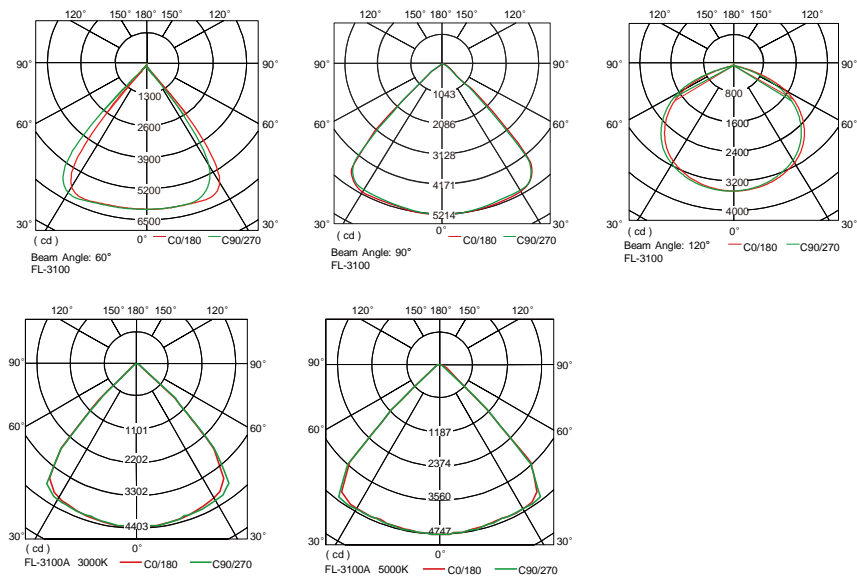 120° 150° 180° 150° 120°
90° 90°
1300
60° 2600 60°
3900
5200
30° 6500 30°
( cd ) 0° C0/180 C90/270
Beam Angle: 60°
FL-3100
120° 150° 180° 150° 120°
90° 90°
1043
60° 2086 60°
3128
4171
30° 5214 30°
( cd ) 0° C0/180 C90/270
Beam Angle: 90°
FL-3100
120° 150° 180° 150° 120°
90° 90°
800
60° 1600 60°
2400
3200
30° 4000 30°
( cd ) 0°
Beam Angle: 120° C0/180 C90/270
FL-3100
120° 150° 180° 150° 120°
90° 90°
60° 1101 60°
2202
3302
4403
30° 30°
( cd ) 0°
FL-3100A 3000K C0/180 C90/270
120° 150° 180° 150° 120°
90° 90°
60° 1187 60°
2374
3560
4747
30° 30°
( cd ) 0°
FL-3100A 5000K C0/180 C90/270